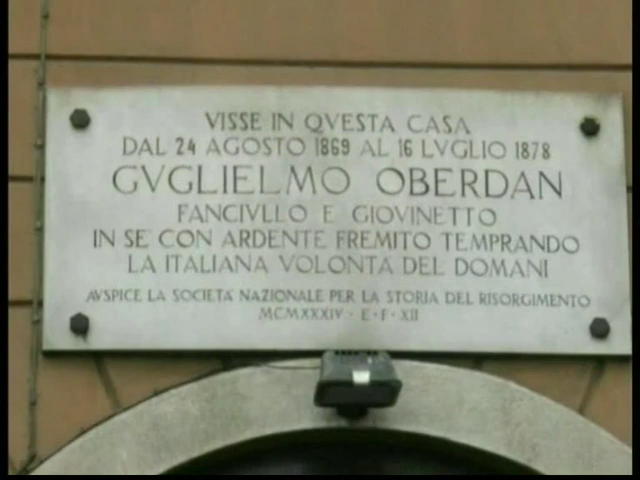 VISSE IN QVESTA CASA
DAL 24 AGOSTO 1869 AL 16 LVGLIO 1878
GVGLIELMO OBERDAN
FANCIVLLO E GIOVINETTO
IN SÈ CON ARDENTE FREMITO TEMPRANDO
LA ITALIANA VOLONTÀ DEL DOMANI
AVSPICE LA SOCIETÀ NAZIONALE PER LA STORIA DEL RISORGIMENTO
MCMXXXIV · E · F · XII